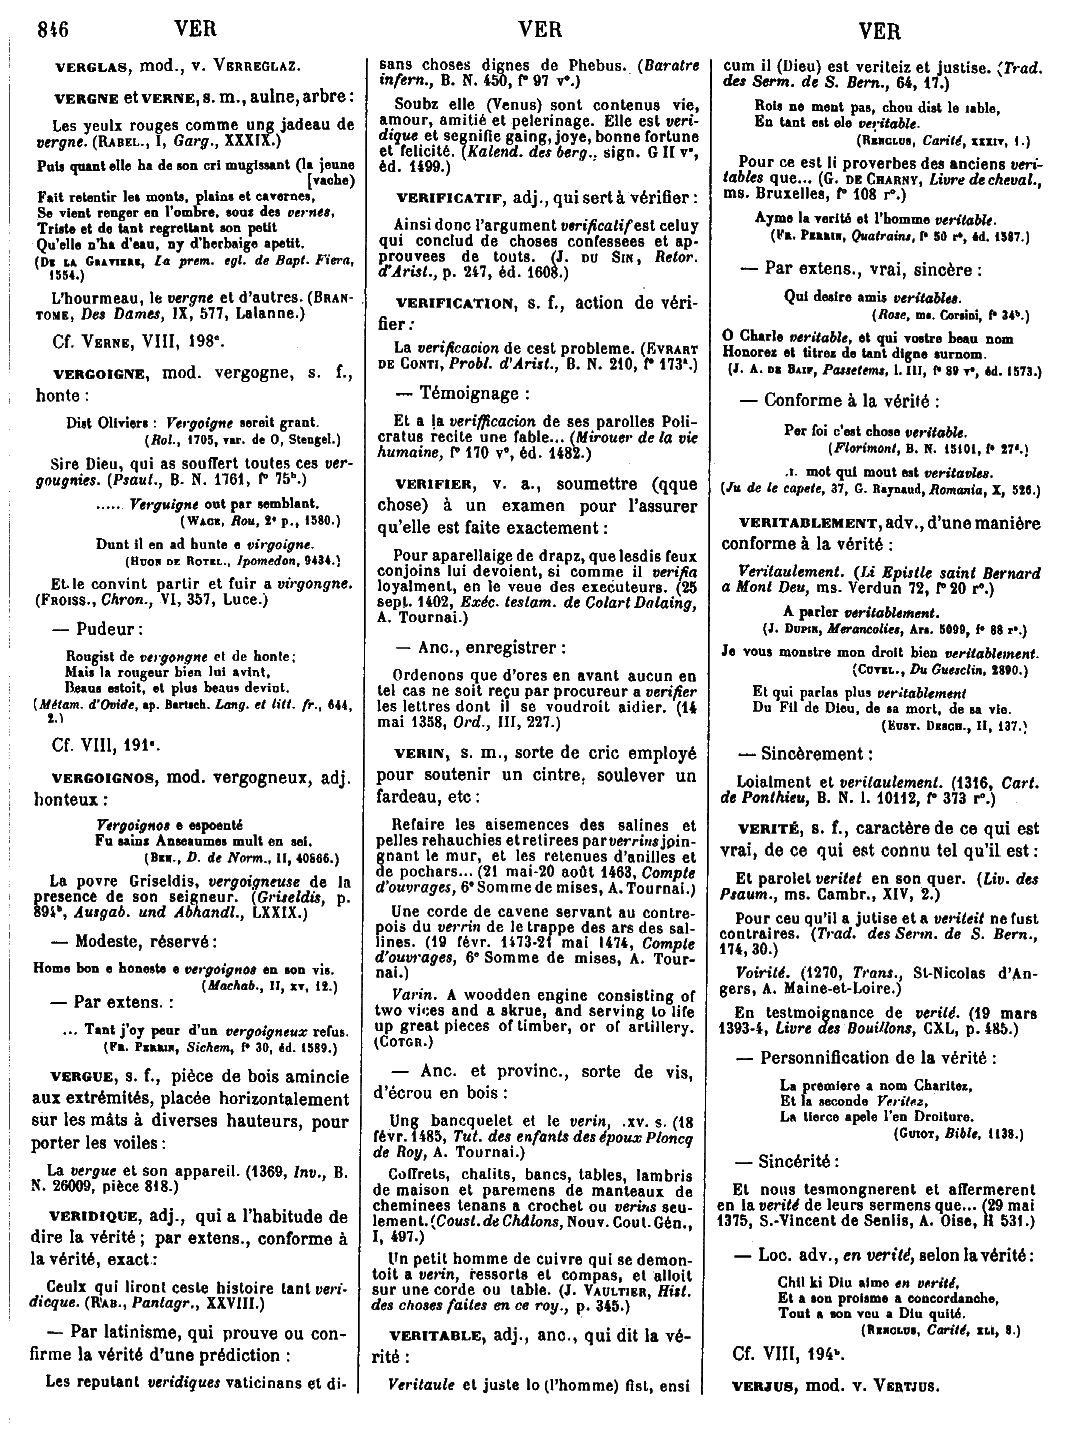 846 VER VER VER
VERGLAS, mod., v. VERREGLAZ.
VERGNE et VERNE, s. m., aulne, arbre :
Les yeulx rouges comme ung jadeau de
vergne. (RABEL., I, Garg., XXXIX.)
Puis quant elle ha de son cri mugissant (la jeune
[vache)
Fait retentir les monts, plains et cavernes,
Se vient renger en l'ombre, sous des vernes,
Triste et de tant regrettant son petit
Qu'elle n'ha d'eau, ny d'herbaige apetit.
(DE LA GRAVIERE, La prem. egl. de Bapt. Fiera,
1554.)
L'hourmeau, le vergne et d'autres. (BRAN-
TOME, Des Dames, IX, 577, Lalanne.)
Cf. VERNE, VIII, 198ᶜ.
VERGOIGNE, mod. vergogne, s. f.,
honte :
Dist Oliviers : Vergoigne sereit grant.
(Rol., 1705, var. de O, Stengel.)
Sire Dieu, qui as souffert toutes ces ver-
gougnies. (Psaut., B. N. 1761, f° 75ᵇ.)
..... Verguigne out par semblant.
(WACE, Rou, 2ᵉ p., 1580.)
Dunt il en ad hunte e virgoigne.
(HUON DE ROTEL., Ipomedon, 9434.)
Et le convint partir et fuir a virgongne.
(FROISS., Chron., VI, 357, Luce.)
— Pudeur :
Rougist de vergongne et de honte ;
Mais la rougeur bien lui avint,
Beaus estoit, et plus beaus devint.
(Métam. d'Ovide, ap. Bartsch. Lang. et litt. fr., 644,
2.)
Cf. VIII, 191ᶜ.
VERGOIGNOS, mod. vergogneux, adj.
honteux :
Vergoignos e espoenté
Fu sainz Anseaumes mult en sei.
(BEN., D. de Norm., II, 40866.)
La povre Griseldis, vergoigneuse de la
presence de son seigneur. (Griseldis, p.
894ᵇ, Ausgab. und Abhandl., LXXIX.)
— Modeste, réservé :
Home bon e honeste e vergoignos en son vis.
(Machab., II, XV, 12.)
— Par extens. :
... Tant j'oy peur d'un vergoigneux refus.
(FR. PERRIN, Sichem, f° 30, éd. 1589.)
VERGUE, s. f., pièce de bois amincie
aux extrémités, placée horizontalement
sur les mâts à diverses hauteurs, pour
porter les voiles :
La vergue et son appareil. (1369, Inv., B.
N. 26009, pièce 818.)
VERIDIQUE, adj., qui a l'habitude de
dire la vérité ; par extens., conforme à
la vérité, exact :
Ceulx qui liront ceste histoire tant veri-
dicque. (RAB., Pantagr., XXVIII.)
— Par latinisme, qui prouve ou con-
firme la vérité d'une prédiction :
Les reputant veridiques vaticinans et di-
sans choses dignes de Phebus. (Baratre
infern., B. N. 450, f° 97 v°.)
Soubz elle (Venus) sont contenus vie,
amour, amitié et pelerinage. Elle est veri-
dique et segnifie gaing, joye, bonne fortune
et felicité. (Kalend. des berg., sign. G II v°,
éd. 1499.)
VERIFICATIF, adj., qui sert à vérifier :
Ainsi donc l'argument verificatif est celuy
qui conclud de choses confessees et ap-
prouvees de touts. (J. DU SIN, Retor.
d'Arist., p. 247, éd. 1608.)
VERIFICATION, s. f., action de véri-
fier :
La verificacion de cest probleme. (EVRART
DE CONTI, Probl. d'Arist., B. N. 210, f° 173ᵃ.)
— Témoignage :
Et a la veriffication de ses parolles Poli-
cratus recite une fable... (Mirouer de la vie
humaine, f° 170 v°, éd. 1482.)
VERIFIER, v. a., soumettre (qque
chose) à un examen pour l'assurer
qu'elle est faite exactement :
Pour aparellaige de drapz, que lesdis feux
conjoins lui devoient, si comme il verifia
loyalment, en le veue des executeurs. (25
sept. 1402, Exéc. testam. de Colart Dalaing,
A. Tournai.)
— Anc., enregistrer :
Ordenons que d'ores en avant aucun en
tel cas ne soit reçu par procureur a verifier
les lettres dont il se voudroit aidier. (14
mai 1358, Ord., III, 227.)
VERIN, s. m., sorte de cric employé
pour soutenir un cintre, soulever un
fardeau, etc :
Refaire les aisemences des salines et
pelles rehauchies et retirees par verrins join-
gnant le mur, et les retenues d'anilles et
de pochars... (21 mai-20 août 1463, Compte
d'ouvrages, 6ᵉ Somme de mises, A. Tournai.)
Une corde de cavene servant au contre-
pois du verrin de le trappe des ars des sal-
lines. (19 févr. 1473-21 mai 1474, Compte
d'ouvrages, 6ᵉ Somme de mises, A. Tour-
nai.)
Varin. A woodden engine consisting of
two vices and a skrue, and serving to life
up great pieces of timber, or of artillery.
(COTGR.)
— Anc. et provinc., sorte de vis,
d'écrou en bois :
Ung bancquelet et le verin, .XV. s. (18
févr. 1485, Tut. des enfants des époux Ploncq
de Roy, A. Tournai.)
Coffrets, chalits, bancs, tables, lambris
de maison et paremens de manteaux de
cheminees tenans a crochet ou verins seu-
lement. (Coust. de Châlons, Nouv. Cout. Gén.,
I, 497.)
Un petit homme de cuivre qui se demon-
toit a verin, ressorts et compas, et alloit
sur une corde ou table. (J. VAULTIER, Hist.
des choses faites en ce roy., p. 345.)
VERITABLE, adj., anc., qui dit la vé-
rité :
Veritaule et juste lo (l'homme) fist, ensi
cum il (Dieu) est veriteiz et justise. (Trad.
des Serm. de S. Bern., 64, 17.)
Rois ne ment pas, chou dist le table,
En tant est ele veritable.
(RENCLUS, Carité, XXXIV, 1.)
Pour ce est li proverbes des anciens veri-
tables que... (G. DE CHARNY, Livre de cheval.,
ms. Bruxelles, f° 108 r°.)
Ayme la verité et l'homme veritable.
(FR. PERRIN, Quatrains, f° 50 r°, éd. 1587.)
— Par extens., vrai, sincère :
Qui desire amis veritables.
(Rose, ms. Corsini, f° 34ᵇ.)
O Charle veritable, et qui vostre beau nom
Honorez et titrez de tant digne surnom.
(J. A. DE BAIF, Passetems, l. III, f° 89 v°, éd. 1573.)
— Conforme à la vérité :
Per foi c'est chose veritable.
(Florimont, B. N. 15101, f° 27ᵈ.)
.I. mot qui mout est veritavles.
(Ju de le capete, 37, G. Raynaud, Romania, X, 526.)
VERITABLEMENT, adv., d'une manière
conforme à la vérité :
Veritaulement. (Li Epistle saint Bernard
a Mont Deu, ms. Verdun 72, f° 20 r°.)
A parler veritablement.
(J. DUPIN, Merancolies, Ars. 5099, f° 88 r°.)
Je vous monstre mon droit bien veritablement.
(CUVEL., Du Guesclin, 2890.)
Et qui parlas plus veritablement
Du Fil de Dieu, de sa mort, de sa vie.
(EUST. DESCH., II, 137.)
— Sincèrement :
Loialment et veritaulement. (1316, Cart.
de Ponthieu, B. N. l. 10112, f° 373 r°.)
VERITÉ, s. f., caractère de ce qui est
vrai, de ce qui est connu tel qu'il est :
Et parolet veritet en son quer. (Liv. des
Psaum., ms. Cambr., XIV, 2.)
Pour ceu qu'il a jutise et a veriteit ne fust
contraires. (Trad. des Serm. de S. Bern.,
174, 30.)
Voirité. (1270, Trans., St-Nicolas d'An-
gers, A. Maine-et-Loire.)
En testmoignance de verité. (19 mars
1393-4, Livre des Bouillons, CXL, p. 485.)
— Personnification de la vérité :
La premiere a nom Charitez,
Et la seconde Veritez,
La tierce apele l'en Droiture.
(GUIOT, Bible, 1138.)
— Sincérité :
Et nous tesmongnerent et affermerent
en la verité de leurs sermens que... (29 mai
1375, S.-Vincent de Senlis, A. Oise, H 531.)
— Loc. adv., en verité, selon la vérité :
Chil ki Diu aime en verité,
Et a son proisme a concordanche,
Tout a son veu a Diu quité.
(RENCLUS, Carité, XLI, 8.)
Cf. VIII, 194ᵇ.
VERJUS, mod. v. VERTJUS.